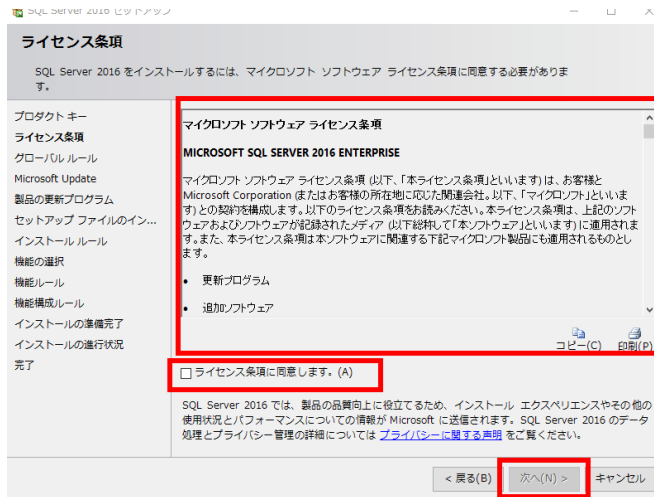 SQL Server 2016 セットアップ
ライセンス条項
SQL Server 2016 をインストールするには、マイクロソフト ソフトウェア ライセンス条項に同意する必要がありま
す。
プロダクト キー
ライセンス条項
グローバル ルール
Microsoft Update
製品の更新プログラム
セットアップ ファイルのイン...
インストール ルール
機能の選択
機能ルール
機能構成ルール
インストールの準備完了
インストールの進行状況
完了
マイクロソフト ソフトウェア ライセンス条項
MICROSOFT SQL SERVER 2016 ENTERPRISE
マイクロソフト ソフトウェア ライセンス条項 (以下、「本ライセンス条項」といいます) は、お客様と
Microsoft Corporation (またはお客様の所在地に応じた関連会社。以下、「マイクロソフト」といいま
す) との契約を構成します。以下のライセンス条項をお読みください。本ライセンス条項は、上記のソフト
ウェアおよびソフトウェアが記録されたメディア (以下総称して「本ソフトウェア」といいます) に適用されま
す。また、本ライセンス条項は本ソフトウェアに関連する下記マイクロソフト製品にも適用されるものとし
ます。
• 更新プログラム
• 追加ソフトウェア
コピー(C) 印刷(P)
ライセンス条項に同意します。(A)
SQL Server 2016 では、製品の品質向上に役立てるため、インストール エクスペリエンスやその他の
使用状況とパフォーマンスについての情報が Microsoft に送信されます。SQL Server 2016 のデータ
処理とプライバシー管理の詳細については プライバシーに関する声明 をご覧ください。
< 戻る(B) 次へ(N) > キャンセル